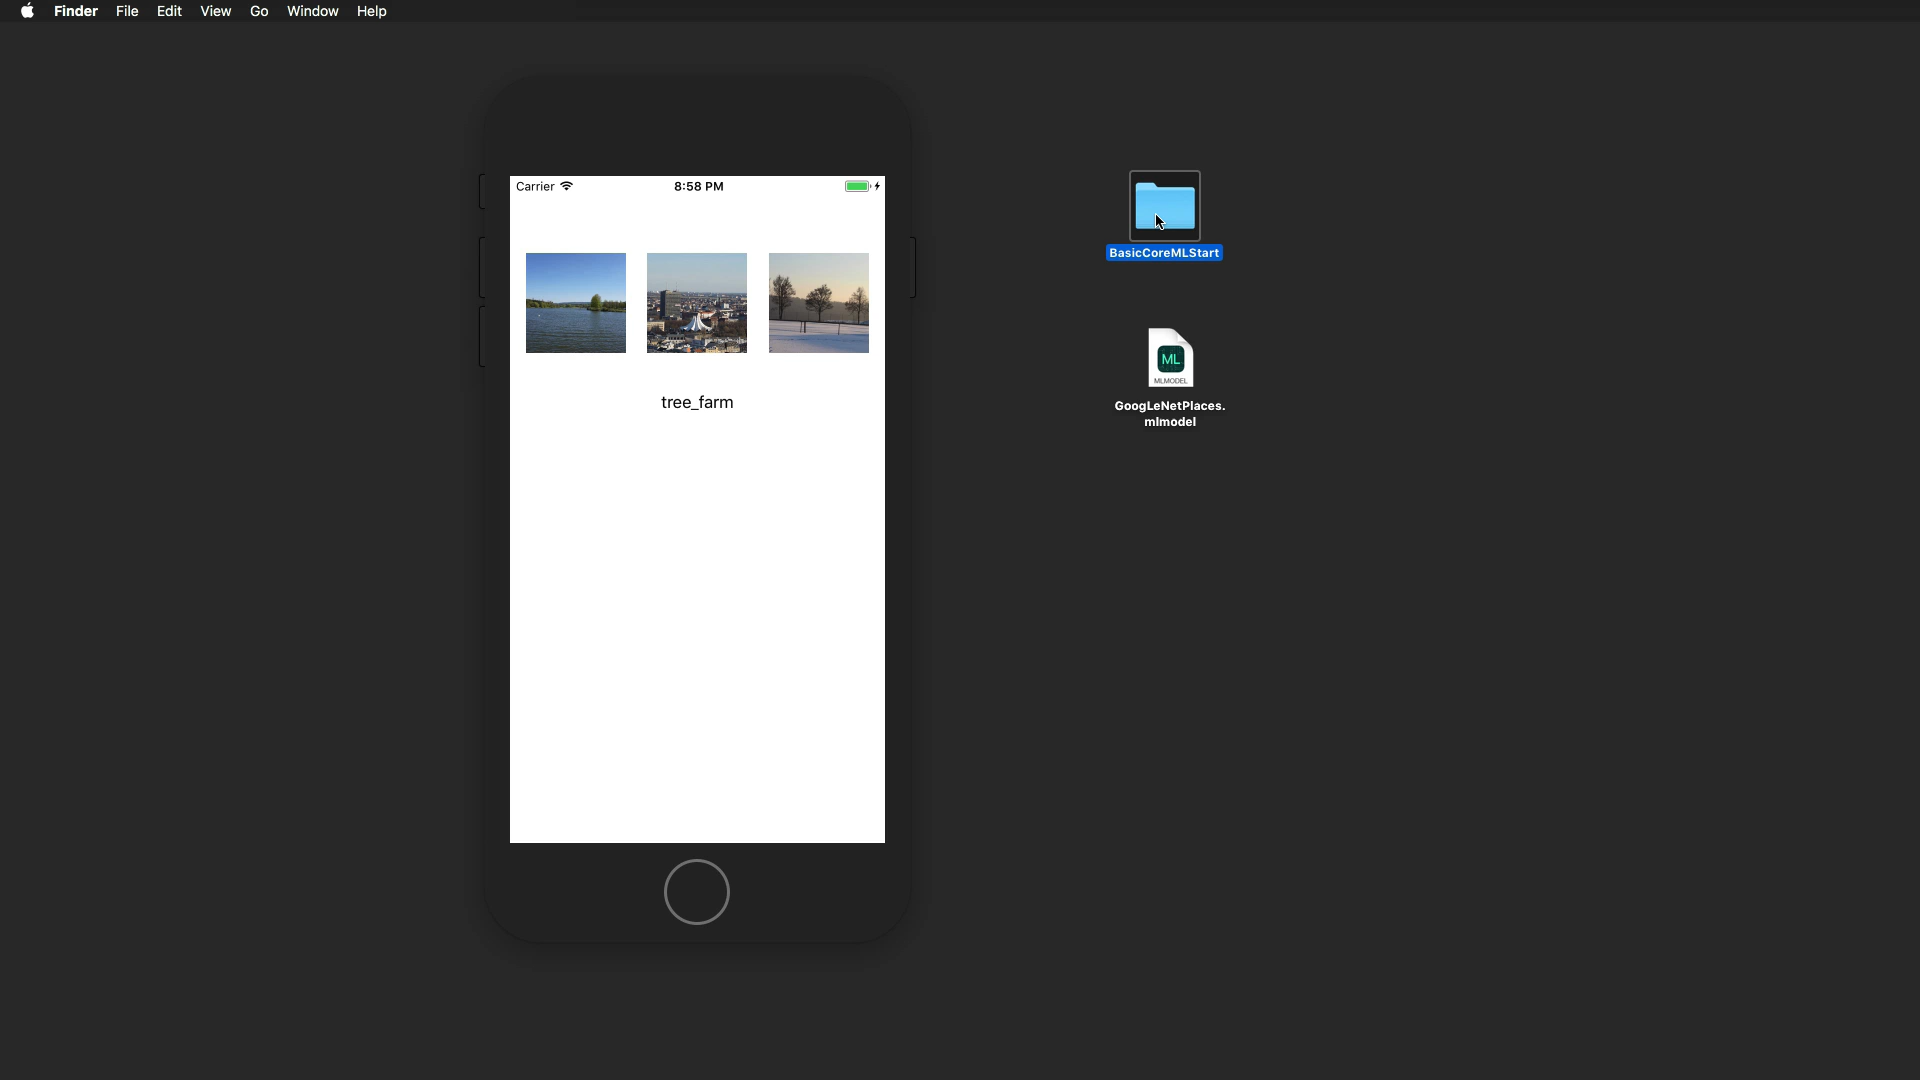 Finder File Edit View Go Window Help
Carrier 8:58 PM
tree_farm
BasicCoreMLStart
ML
MLMODEL
GoogLeNetPlaces.
mlmodel